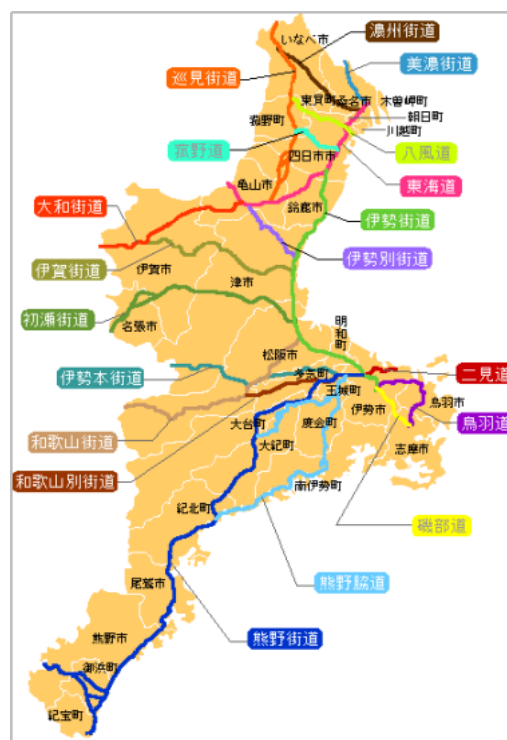 濃州街道
いなべ市
美濃街道
巡見街道
東員町
桑名市
木曽岬町
朝日町
菰野町
川越町
菰野道
四日市市
八風道
亀山市
東海道
大和街道
鈴鹿市
伊勢街道
伊賀街道
伊賀市
伊勢別街道
津市
初瀬街道
名張市
明和町
松阪市
伊勢本街道
多気町
二見道
玉城町
伊勢市
鳥羽市
大台町
度会町
鳥羽道
和歌山街道
大紀町
志摩市
和歌山別街道
南伊勢町
紀北町
磯部道
尾鷲市
熊野脇道
熊野市
熊野街道
御浜町
紀宝町